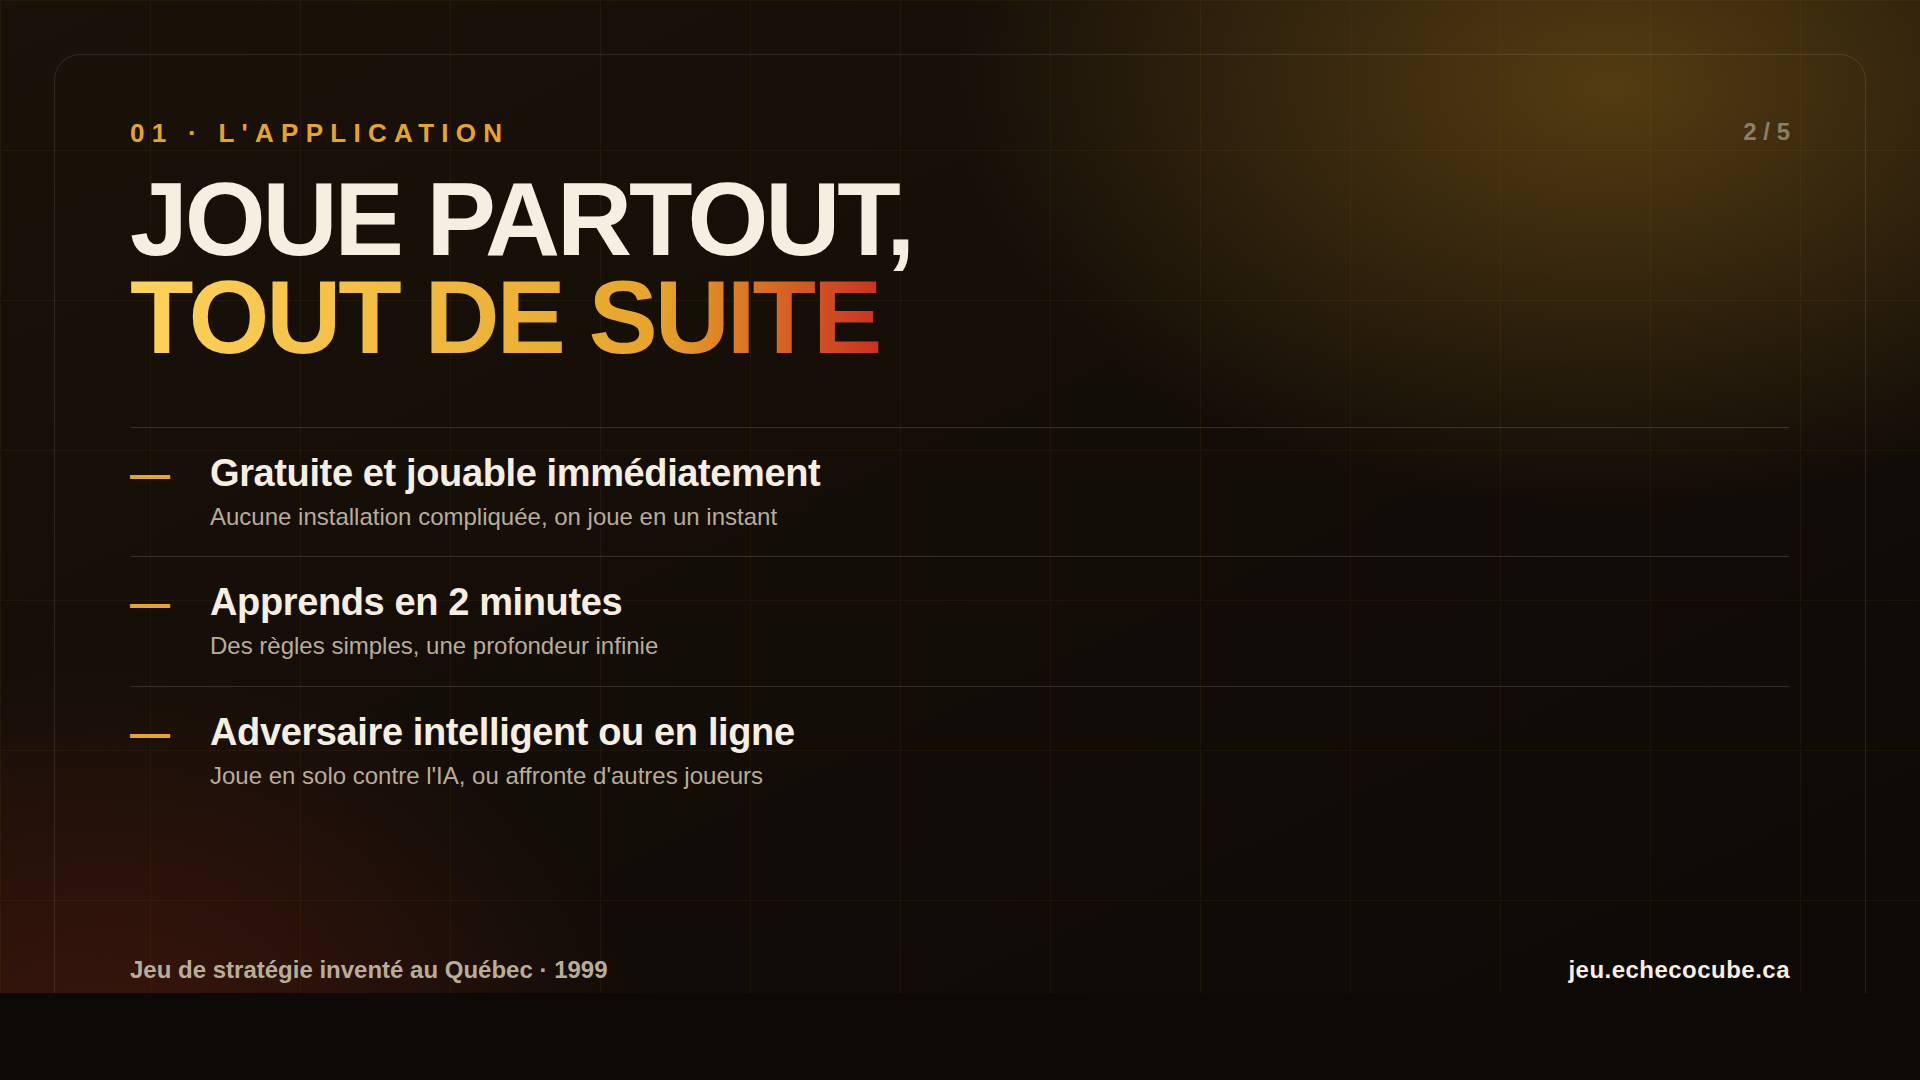 01 · L'APPLICATION
2 / 5
JOUE PARTOUT,
TOUT DE SUITE
— Gratuite et jouable immédiatement
Aucune installation compliquée, on joue en un instant
— Apprends en 2 minutes
Des règles simples, une profondeur infinie
— Adversaire intelligent ou en ligne
Joue en solo contre l'IA, ou affronte d'autres joueurs
Jeu de stratégie inventé au Québec · 1999
jeu.echecocube.ca